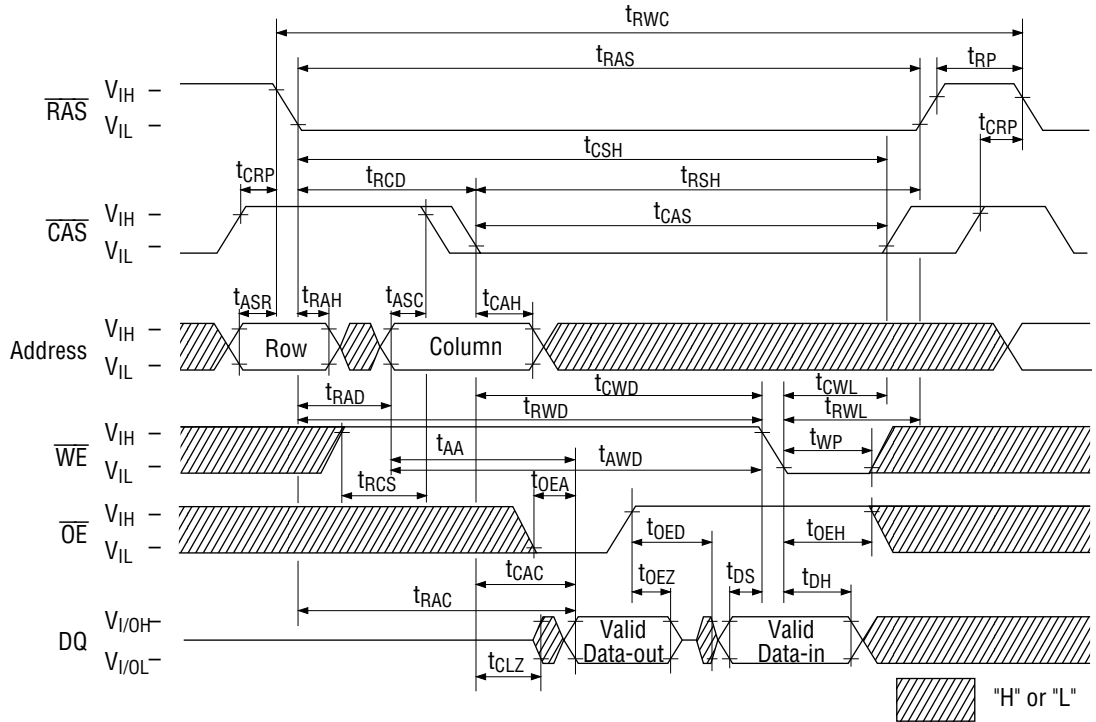 tRWC
tRAS
tRP
RAS
VIH
VIL
tCRP
tCSH
tCRP
tRCD
tRSH
CAS
VIH
VIL
tCAS
tASR
tRAH
tASC
tCAH
Address
VIH
VIL
Row
Column
tRAD
tCWD
tCWL
tRWD
tRWL
WE
VIH
VIL
tAA
tWP
tAWD
tRCS
tOEA
OE
VIH
VIL
tOED
tOEH
tCAC
tOEZ
tDS
tDH
tRAC
DQ
VI/OH
VI/OL
Valid
Data-out
Valid
Data-in
tCLZ
"H" or "L"